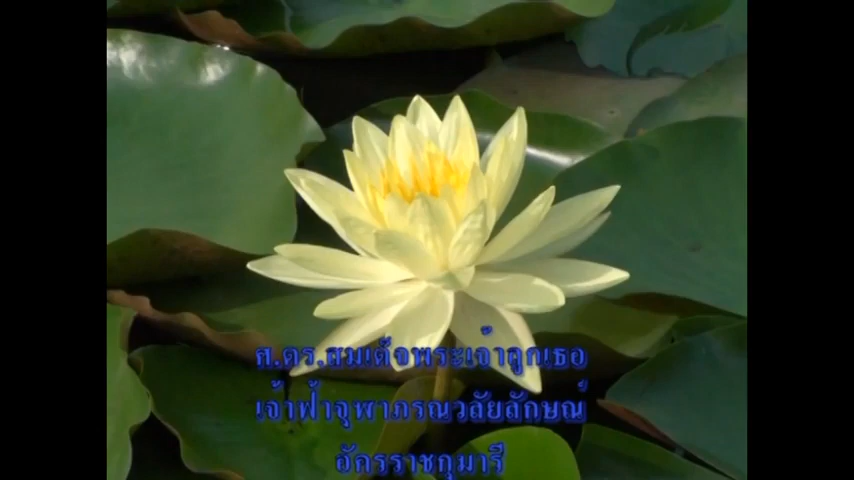 ศ.ดร.สมเด็จพระเจ้าลูกเธอ
เจ้าฟ้าจุฬาภรณวลัยลักษณ์
อัครราชกุมารี